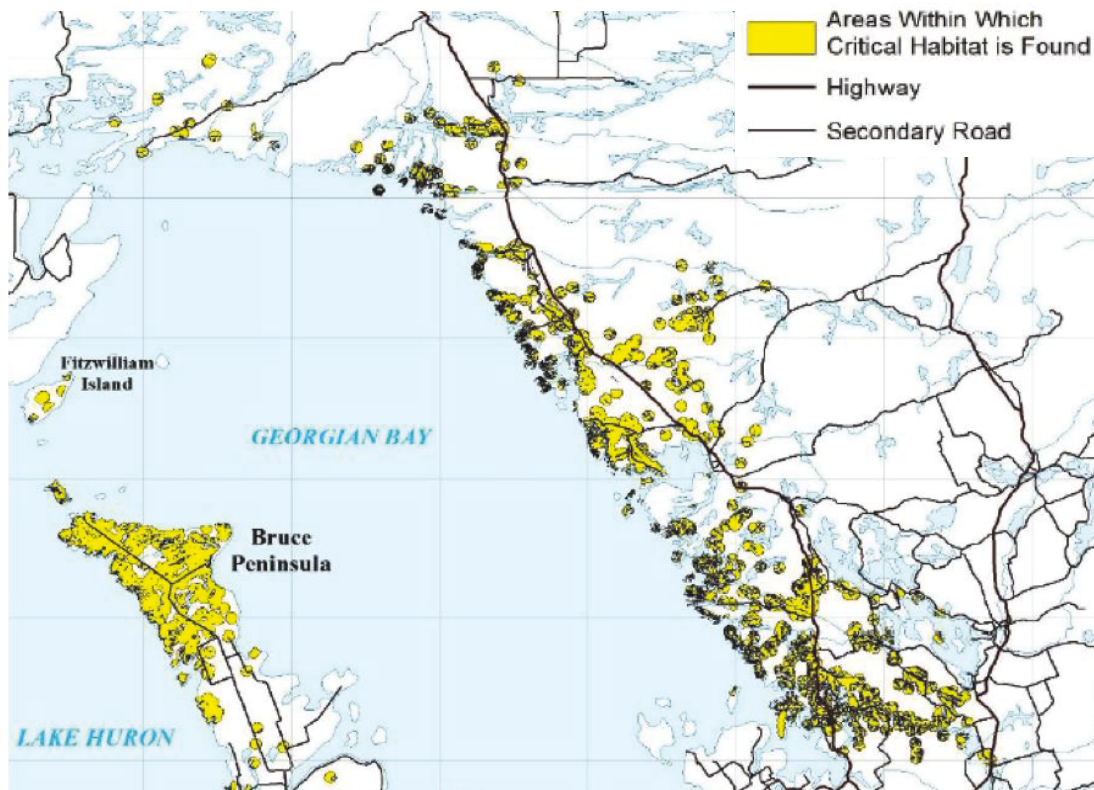 Areas Within Which
Critical Habitat is Found
Highway
Secondary Road
Fitzwilliam
Island
GEORGIAN BAY
Bruce
Peninsula
LAKE HURON